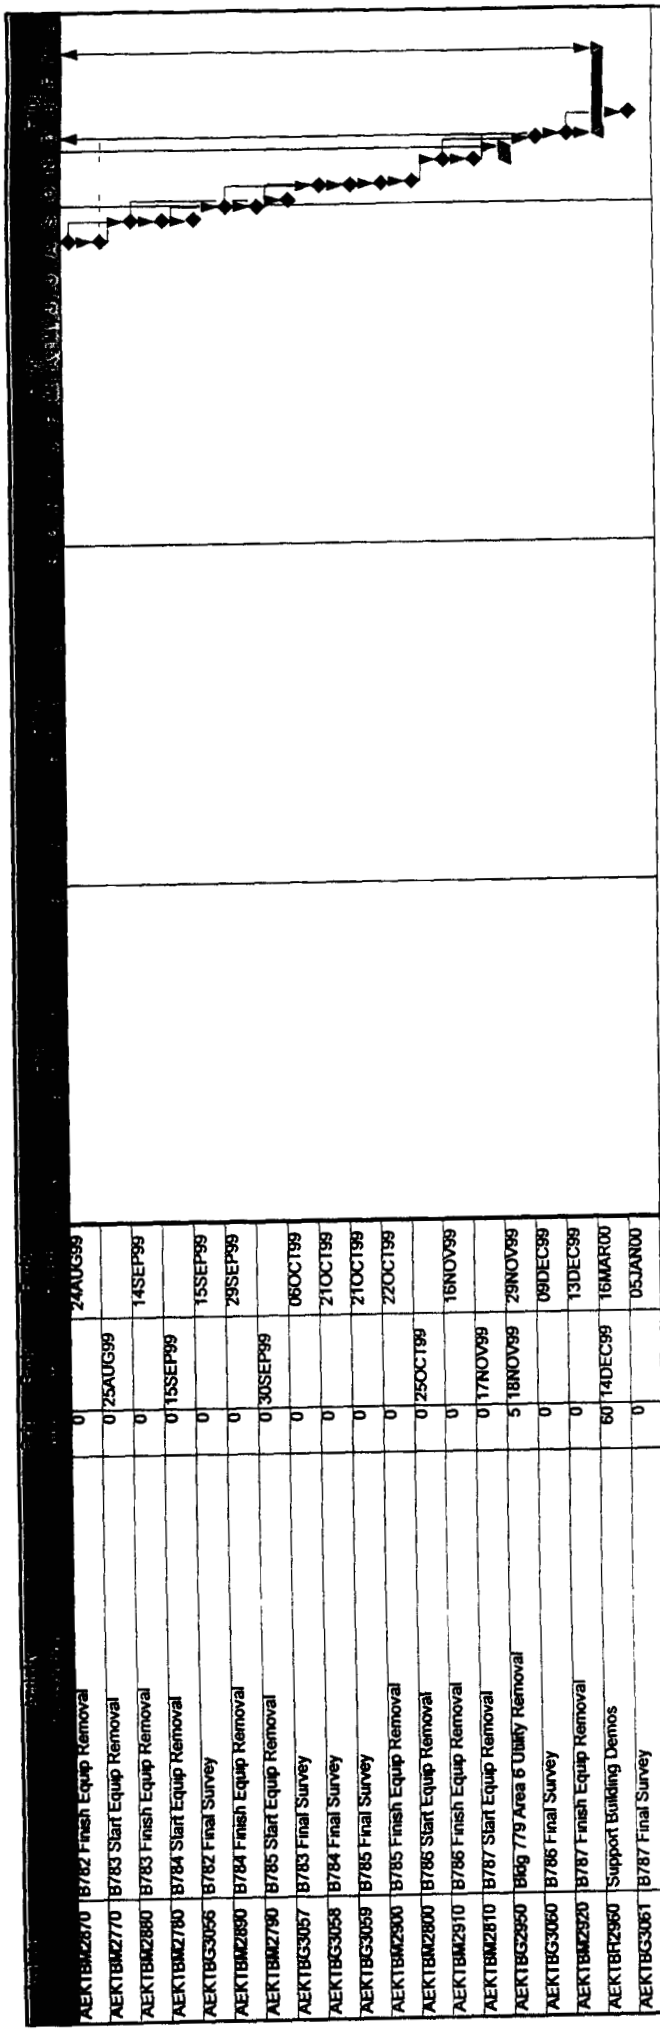 AEKTBM2870 B782 Finish Equip Removal 0 24AUG99
AEKTBM2770 B783 Start Equip Removal 0 25AUG99
AEKTBM2880 B783 Finish Equip Removal 0 14SEP99
AEKTBM2780 B784 Start Equip Removal 0 15SEP99
AEKTBG3056 B782 Final Survey 0 15SEP99
AEKTBM2890 B784 Finish Equip Removal 0 29SEP99
AEKTBM2790 B785 Start Equip Removal 0 30SEP99
AEKTBG3057 B783 Final Survey 0 06OCT99
AEKTBG3058 B784 Final Survey 0 21OCT99
AEKTBG3059 B785 Final Survey 0 21OCT99
AEKTBM2900 B785 Finish Equip Removal 0 22OCT99
AEKTBM2800 B786 Start Equip Removal 0 25OCT99
AEKTBM2910 B786 Finish Equip Removal 0 16NOV99
AEKTBM2810 B787 Start Equip Removal 0 17NOV99
AEKTBG2950 Bldg 779 Area 6 Utility Removal 5 18NOV99 29NOV99
AEKTBG3060 B786 Final Survey 0 09DEC99
AEKTBM2920 B787 Finish Equip Removal 0 13DEC99
AEKTBR2960 Support Building Demos 60 14DEC99 16MAR00
AEKTBG3061 B787 Final Survey 0 05JAN00